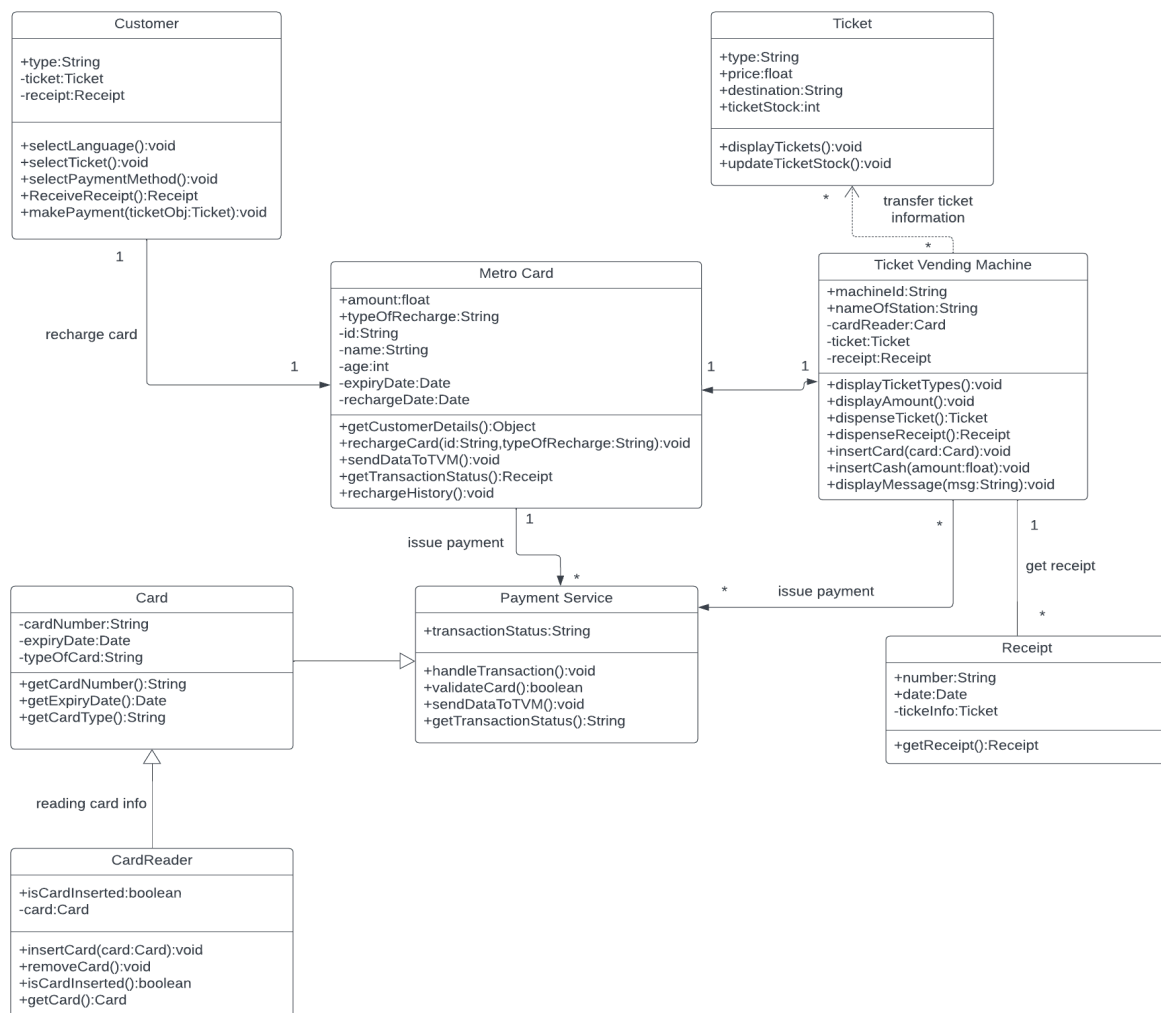 Customer
+type:String
-ticket:Ticket
-receipt:Receipt
+selectLanguage():void
+selectTicket():void
+selectPaymentMethod():void
+ReceiveReceipt():Receipt
+makePayment(ticketObj:Ticket):void
Ticket
+type:String
+price:float
+destination:String
+ticketStock:int
+displayTickets():void
+updateTicketStock():void
*
transfer ticket
information
*
1
recharge card
1
Metro Card
+amount:float
+typeOfRecharge:String
-id:String
-name:Strting
-age:int
-expiryDate:Date
-rechargeDate:Date
+getCustomerDetails():Object
+rechargeCard(id:String,typeOfRecharge:String):void
+sendDataToTVM():void
+getTransactionStatus():Receipt
+rechargeHistory():void
1
1
Ticket Vending Machine
+machineId:String
+nameOfStation:String
-cardReader:Card
-ticket:Ticket
-receipt:Receipt
+displayTicketTypes():void
+displayAmount():void
+dispenseTicket():Ticket
+dispenseReceipt():Receipt
+insertCard(card:Card):void
+insertCash(amount:float):void
+displayMessage(msg:String):void
1
issue payment
*
*
issue payment
*
1
get receipt
*
Card
-cardNumber:String
-expiryDate:Date
-typeOfCard:String
+getCardNumber():String
+getExpiryDate():Date
+getCardType():String
Payment Service
+transactionStatus:String
+handleTransaction():void
+validateCard():boolean
+sendDataToTVM():void
+getTransactionStatus():String
Receipt
+number:String
+date:Date
-tickeInfo:Ticket
+getReceipt():Receipt
reading card info
CardReader
+isCardInserted:boolean
-card:Card
+insertCard(card:Card):void
+removeCard():void
+isCardInserted():boolean
+getCard():Card